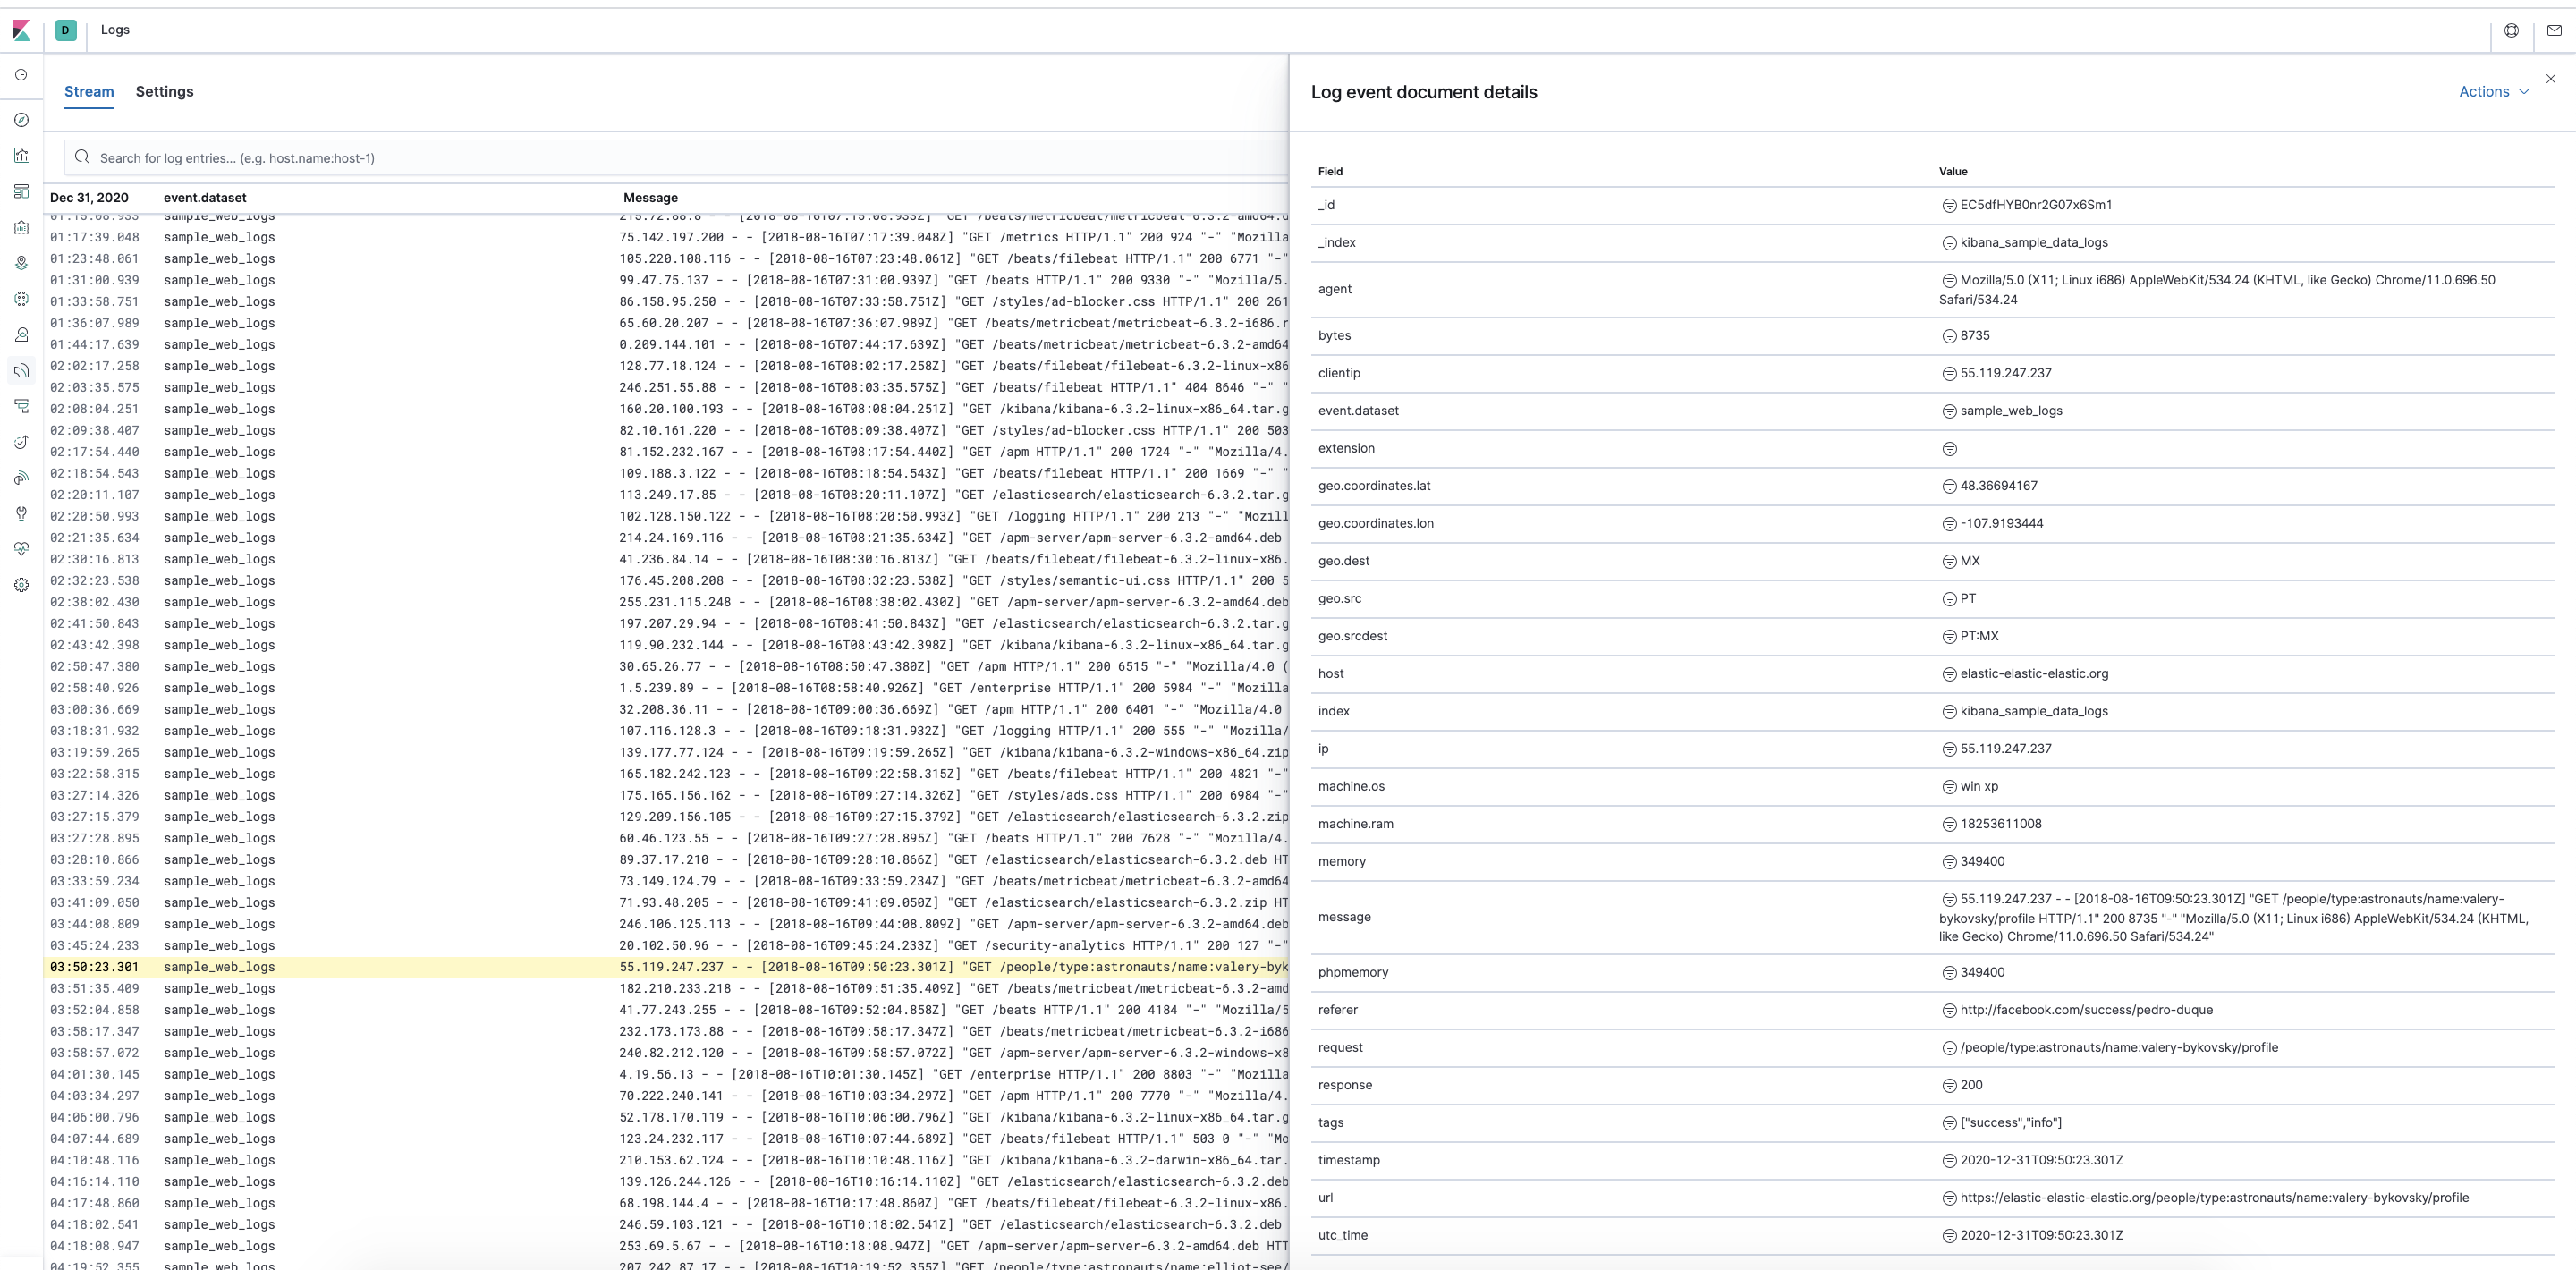 D Logs
Stream Settings
Search for log entries... (e.g. host.name:host-1)
Dec 31, 2020 event.dataset Message
01:15:08.933 sample_web_logs 215.72.88.8 - - [2018-08-16T07:15:08.933Z] "GET /beats/metricbeat/metricbeat-6.3.2-amd64.d
01:17:39.048 sample_web_logs 75.142.197.200 - - [2018-08-16T07:17:39.048Z] "GET /metrics HTTP/1.1" 200 924 "-" "Mozilla
01:23:48.061 sample_web_logs 105.220.108.116 - - [2018-08-16T07:23:48.061Z] "GET /beats/filebeat HTTP/1.1" 200 6771 "-"
01:31:00.939 sample_web_logs 99.47.75.137 - - [2018-08-16T07:31:00.939Z] "GET /beats HTTP/1.1" 200 9330 "-" "Mozilla/5.
01:33:58.751 sample_web_logs 86.158.95.250 - - [2018-08-16T07:33:58.751Z] "GET /styles/ad-blocker.css HTTP/1.1" 200 261
01:36:07.989 sample_web_logs 65.60.20.207 - - [2018-08-16T07:36:07.989Z] "GET /beats/metricbeat/metricbeat-6.3.2-i686.r
01:44:17.639 sample_web_logs 0.209.144.101 - - [2018-08-16T07:44:17.639Z] "GET /beats/metricbeat/metricbeat-6.3.2-amd64
02:02:17.258 sample_web_logs 128.77.18.124 - - [2018-08-16T08:02:17.258Z] "GET /beats/filebeat/filebeat-6.3.2-linux-x86
02:03:35.575 sample_web_logs 246.251.55.88 - - [2018-08-16T08:03:35.575Z] "GET /beats/filebeat HTTP/1.1" 404 8646 "-" "
02:08:04.251 sample_web_logs 160.20.100.193 - - [2018-08-16T08:08:04.251Z] "GET /kibana/kibana-6.3.2-linux-x86_64.tar.g
02:09:38.407 sample_web_logs 82.10.161.220 - - [2018-08-16T08:09:38.407Z] "GET /styles/ad-blocker.css HTTP/1.1" 200 503
02:17:54.440 sample_web_logs 81.152.232.167 - - [2018-08-16T08:17:54.440Z] "GET /apm HTTP/1.1" 200 1724 "-" "Mozilla/4.
02:18:54.543 sample_web_logs 109.188.3.122 - - [2018-08-16T08:18:54.543Z] "GET /beats/filebeat HTTP/1.1" 200 1669 "-" "
02:20:11.107 sample_web_logs 113.249.17.85 - - [2018-08-16T08:20:11.107Z] "GET /elasticsearch/elasticsearch-6.3.2.tar.g
02:20:50.993 sample_web_logs 102.128.150.122 - - [2018-08-16T08:20:50.993Z] "GET /logging HTTP/1.1" 200 213 "-" "Mozill
02:21:35.634 sample_web_logs 214.24.169.116 - - [2018-08-16T08:21:35.634Z] "GET /apm-server/apm-server-6.3.2-amd64.deb
02:30:16.813 sample_web_logs 41.236.84.14 - - [2018-08-16T08:30:16.813Z] "GET /beats/filebeat/filebeat-6.3.2-linux-x86.
02:32:23.538 sample_web_logs 176.45.208.208 - - [2018-08-16T08:32:23.538Z] "GET /styles/semantic-ui.css HTTP/1.1" 200 5
02:38:02.430 sample_web_logs 255.231.115.248 - - [2018-08-16T08:38:02.430Z] "GET /apm-server/apm-server-6.3.2-amd64.deb
02:41:50.843 sample_web_logs 197.207.29.94 - - [2018-08-16T08:41:50.843Z] "GET /elasticsearch/elasticsearch-6.3.2.tar.g
02:43:42.398 sample_web_logs 119.90.232.144 - - [2018-08-16T08:43:42.398Z] "GET /kibana/kibana-6.3.2-linux-x86_64.tar.g
02:50:47.380 sample_web_logs 30.65.26.77 - - [2018-08-16T08:50:47.380Z] "GET /apm HTTP/1.1" 200 6515 "-" "Mozilla/4.0 (
02:58:40.926 sample_web_logs 1.5.239.89 - - [2018-08-16T08:58:40.926Z] "GET /enterprise HTTP/1.1" 200 5984 "-" "Mozilla
03:00:36.669 sample_web_logs 32.208.36.11 - - [2018-08-16T09:00:36.669Z] "GET /apm HTTP/1.1" 200 6401 "-" "Mozilla/4.0
03:18:31.932 sample_web_logs 107.116.128.3 - - [2018-08-16T09:18:31.932Z] "GET /logging HTTP/1.1" 200 555 "-" "Mozilla/
03:19:59.265 sample_web_logs 139.177.77.124 - - [2018-08-16T09:19:59.265Z] "GET /kibana/kibana-6.3.2-windows-x86_64.zip
03:22:58.315 sample_web_logs 165.182.242.123 - - [2018-08-16T09:22:58.315Z] "GET /beats/filebeat HTTP/1.1" 200 4821 "-"
03:27:14.326 sample_web_logs 175.165.156.162 - - [2018-08-16T09:27:14.326Z] "GET /styles/ads.css HTTP/1.1" 200 6984 "-"
03:27:15.379 sample_web_logs 129.209.156.105 - - [2018-08-16T09:27:15.379Z] "GET /elasticsearch/elasticsearch-6.3.2.zip
03:27:28.895 sample_web_logs 60.46.123.55 - - [2018-08-16T09:27:28.895Z] "GET /beats HTTP/1.1" 200 7628 "-" "Mozilla/4.
03:28:10.866 sample_web_logs 89.37.17.210 - - [2018-08-16T09:28:10.866Z] "GET /elasticsearch/elasticsearch-6.3.2.deb HT
03:33:59.234 sample_web_logs 73.149.124.79 - - [2018-08-16T09:33:59.234Z] "GET /beats/metricbeat/metricbeat-6.3.2-amd64
03:41:09.050 sample_web_logs 71.93.48.205 - - [2018-08-16T09:41:09.050Z] "GET /elasticsearch/elasticsearch-6.3.2.zip HT
03:44:08.809 sample_web_logs 246.106.125.113 - - [2018-08-16T09:44:08.809Z] "GET /apm-server/apm-server-6.3.2-amd64.deb
03:45:24.233 sample_web_logs 20.102.50.96 - - [2018-08-16T09:45:24.233Z] "GET /security-analytics HTTP/1.1" 200 127 "-"
03:50:23.301 sample_web_logs 55.119.247.237 - - [2018-08-16T09:50:23.301Z] "GET /people/type:astronauts/name:valery-byk
03:51:35.409 sample_web_logs 182.210.233.218 - - [2018-08-16T09:51:35.409Z] "GET /beats/metricbeat/metricbeat-6.3.2-amd
03:52:04.858 sample_web_logs 41.77.243.255 - - [2018-08-16T09:52:04.858Z] "GET /beats HTTP/1.1" 200 4184 "-" "Mozilla/5
03:58:17.347 sample_web_logs 232.173.173.88 - - [2018-08-16T09:58:17.347Z] "GET /beats/metricbeat/metricbeat-6.3.2-i686
03:58:57.072 sample_web_logs 240.82.212.120 - - [2018-08-16T09:58:57.072Z] "GET /apm-server/apm-server-6.3.2-windows-x8
04:01:30.145 sample_web_logs 4.19.56.13 - - [2018-08-16T10:01:30.145Z] "GET /enterprise HTTP/1.1" 200 8803 "-" "Mozilla
04:03:34.297 sample_web_logs 70.222.240.141 - - [2018-08-16T10:03:34.297Z] "GET /apm HTTP/1.1" 200 7770 "-" "Mozilla/4.
04:06:00.796 sample_web_logs 52.178.170.119 - - [2018-08-16T10:06:00.796Z] "GET /kibana/kibana-6.3.2-linux-x86_64.tar.g
04:07:44.689 sample_web_logs 123.24.232.117 - - [2018-08-16T10:07:44.689Z] "GET /beats/filebeat HTTP/1.1" 503 0 "-" "Mo
04:10:48.116 sample_web_logs 210.153.62.124 - - [2018-08-16T10:10:48.116Z] "GET /kibana/kibana-6.3.2-darwin-x86_64.tar.
04:16:14.110 sample_web_logs 139.126.244.126 - - [2018-08-16T10:16:14.110Z] "GET /elasticsearch/elasticsearch-6.3.2.deb
04:17:48.860 sample_web_logs 68.198.144.4 - - [2018-08-16T10:17:48.860Z] "GET /beats/filebeat/filebeat-6.3.2-linux-x86.
04:18:02.541 sample_web_logs 246.59.103.121 - - [2018-08-16T10:18:02.541Z] "GET /elasticsearch/elasticsearch-6.3.2.deb
04:18:08.947 sample_web_logs 253.69.5.67 - - [2018-08-16T10:18:08.947Z] "GET /apm-server/apm-server-6.3.2-amd64.deb HTT
04:19:52.355 sample_web_logs 207.242.87.17 - - [2018-08-16T10:19:52.355Z] "GET /people/type:astronauts/name:elliot-see/
Log event document details
Actions
Field Value
_id EC5dfHYB0nr2G07x6Sm1
_index kibana_sample_data_logs
agent Mozilla/5.0 (X11; Linux i686) AppleWebKit/534.24 (KHTML, like Gecko) Chrome/11.0.696.50
Safari/534.24
bytes 8735
clientip 55.119.247.237
event.dataset sample_web_logs
extension
geo.coordinates.lat 48.36694167
geo.coordinates.lon -107.9193444
geo.dest MX
geo.src PT
geo.srcdest PT:MX
host elastic-elastic-elastic.org
index kibana_sample_data_logs
ip 55.119.247.237
machine.os win xp
machine.ram 18253611008
memory 349400
message 55.119.247.237 - - [2018-08-16T09:50:23.301Z] "GET /people/type:astronauts/name:valery-
bykovsky/profile HTTP/1.1" 200 8735 "-" "Mozilla/5.0 (X11; Linux i686) AppleWebKit/534.24 (KHTML,
like Gecko) Chrome/11.0.696.50 Safari/534.24"
phpmemory 349400
referer http://facebook.com/success/pedro-duque
request /people/type:astronauts/name:valery-bykovsky/profile
response 200
tags ["success","info"]
timestamp 2020-12-31T09:50:23.301Z
url https://elastic-elastic-elastic.org/people/type:astronauts/name:valery-bykovsky/profile
utc_time 2020-12-31T09:50:23.301Z